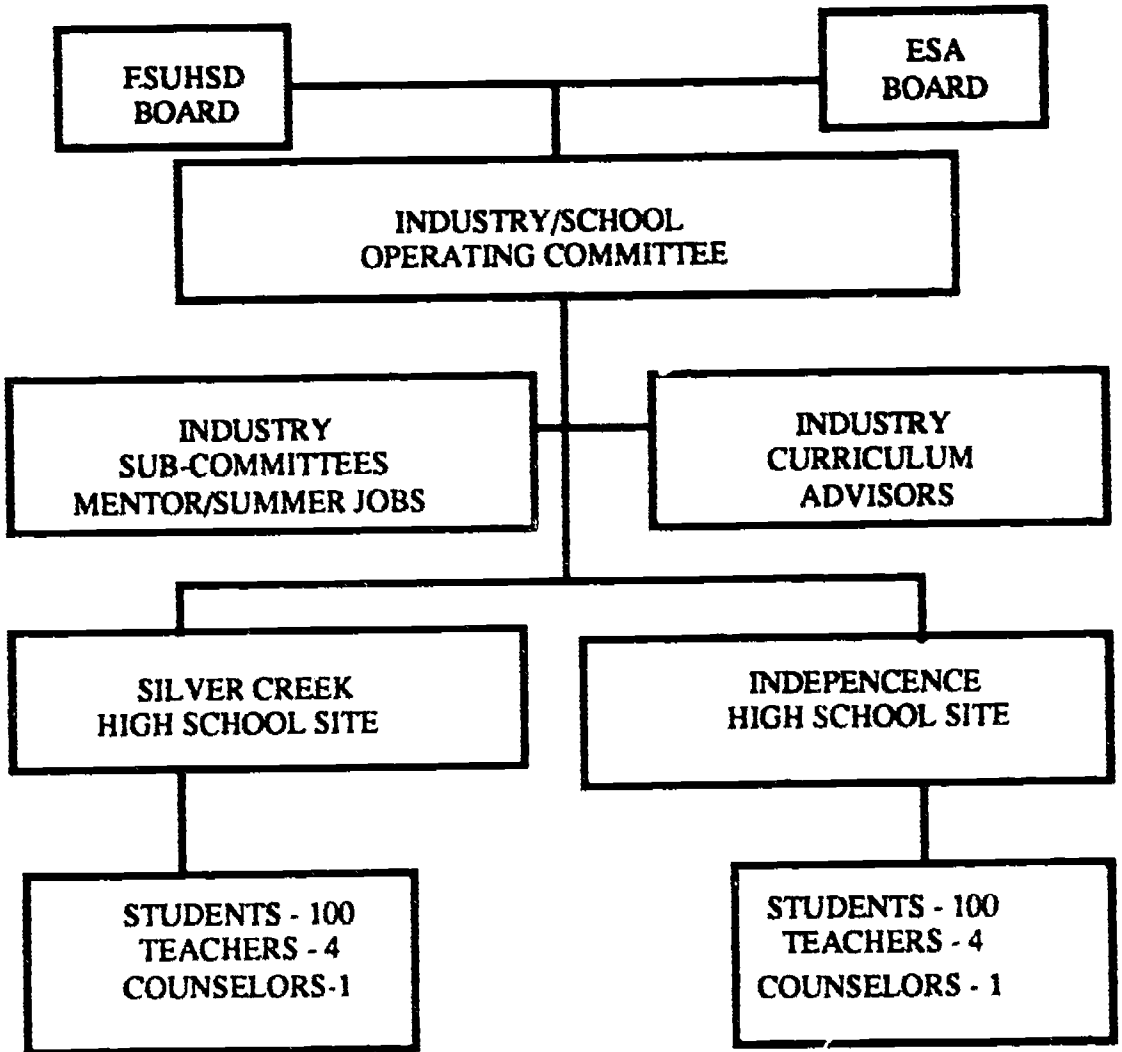 ESUHSD
BOARD
ESA
BOARD
INDUSTRY/SCHOOL
OPERATING COMMITTEE
INDUSTRY
SUB-COMMITTEES
MENTOR/SUMMER JOBS
INDUSTRY
CURRICULUM
ADVISORS
SILVER CREEK
HIGH SCHOOL SITE
INDEPENCENCE
HIGH SCHOOL SITE
STUDENTS - 100
TEACHERS - 4
COUNSELORS-1
STUDENTS - 100
TEACHERS - 4
COUNSELORS - 1